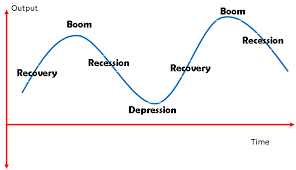 Output
Boom
Boom
Recession
Recession
Recovery
Recovery
Depression
Time